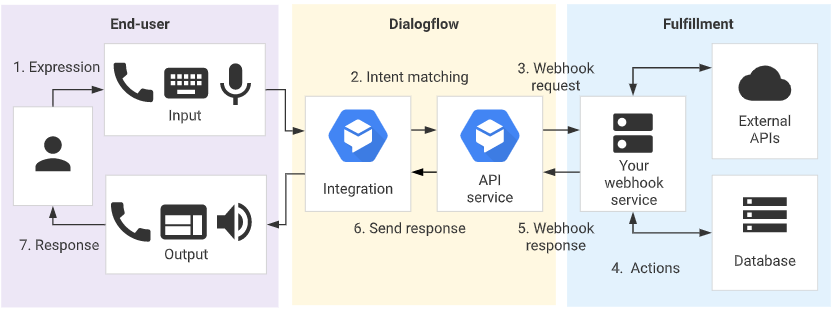 End-user
Dialogflow
Fulfillment
1. Expression
Input
2. Intent matching
3. Webhook
request
External
APIs
Integration
API
service
Your
webhook
service
7. Response
Output
6. Send response
5. Webhook
response
4. Actions
Database